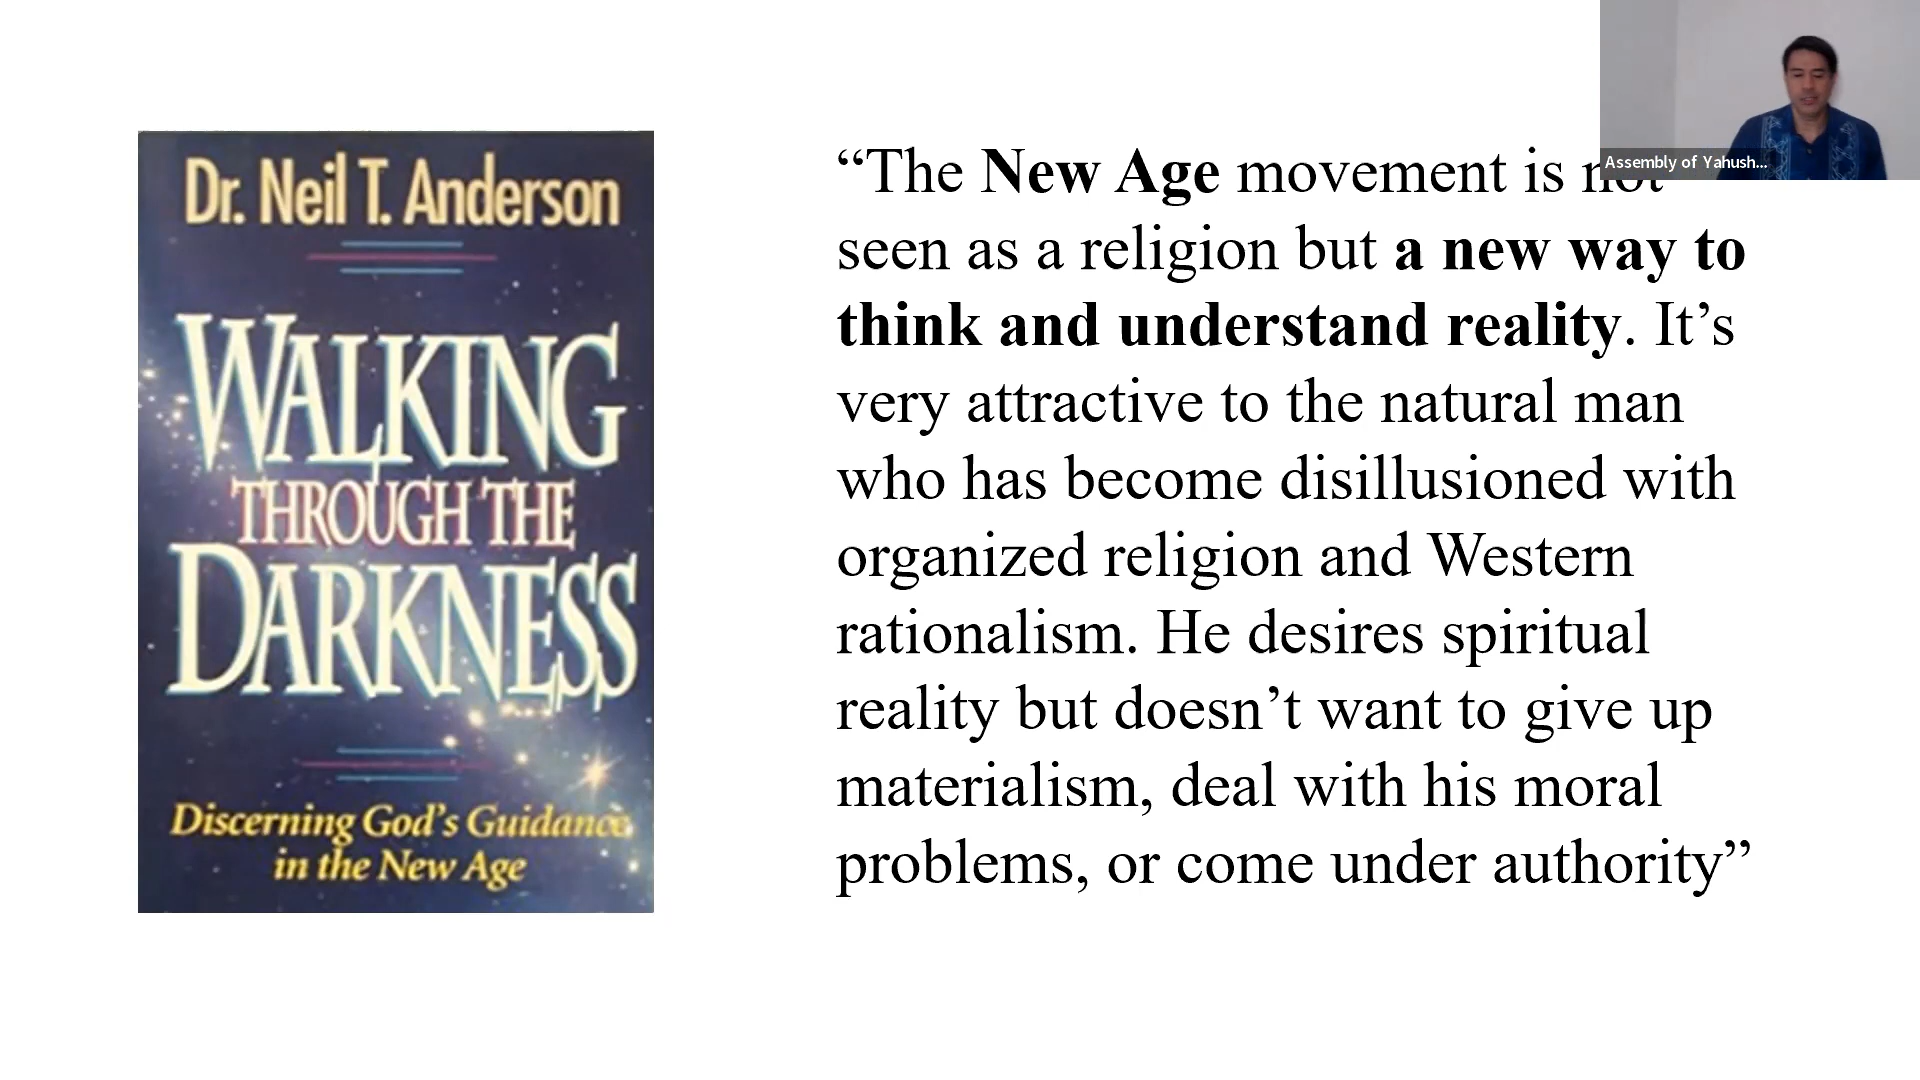 Dr. Neil T. Anderson
WALKING
THROUGH THE
DARKNESS
Discerning God's Guidance
in the New Age
“The New Age movement is not
seen as a religion but a new way to
think and understand reality. It’s
very attractive to the natural man
who has become disillusioned with
organized religion and Western
rationalism. He desires spiritual
reality but doesn’t want to give up
materialism, deal with his moral
problems, or come under authority”
Assembly of Yahush...